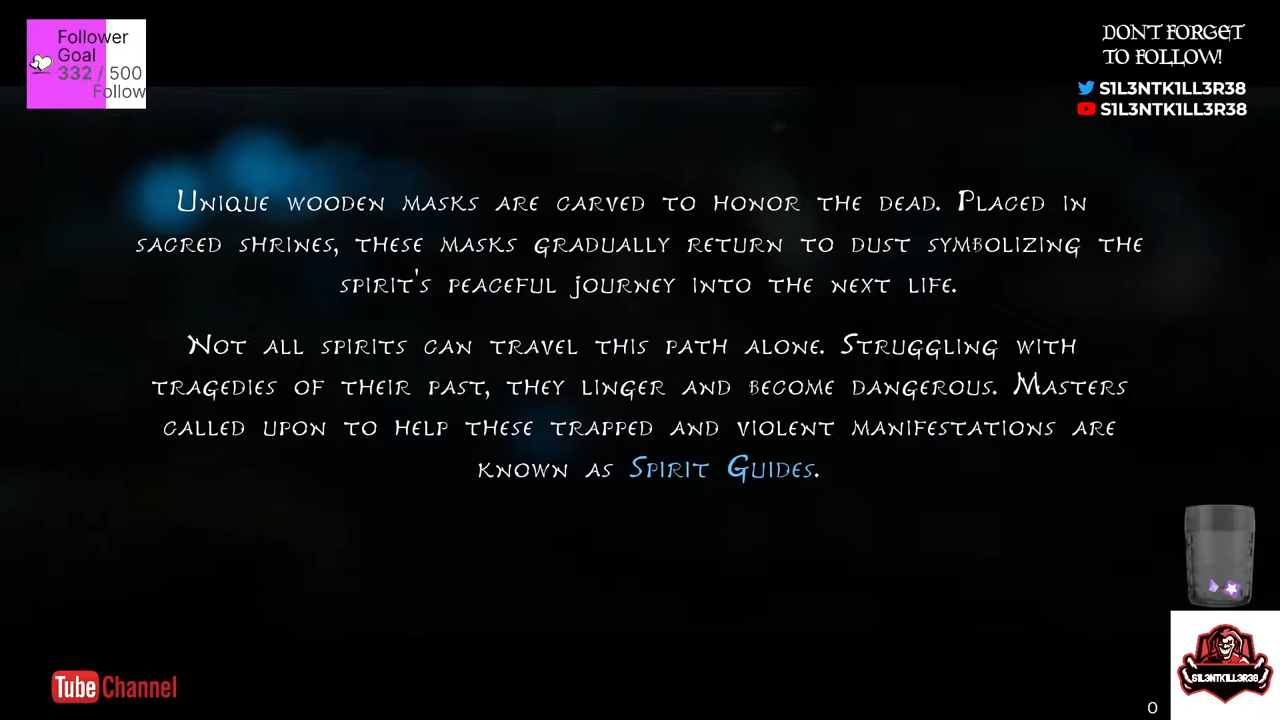 Follower
Goal
332 / 500
Follow
DON'T FORGET
TO FOLLOW!
S1L3NTK1LL3R38
S1L3NTK1LL3R38
Unique wooden masks are carved to honor the dead. Placed in
sacred shrines, these masks gradually return to dust symbolizing the
spirit's peaceful journey into the next life.
Not all spirits can travel this path alone. Struggling with
tragedies of their past, they linger and become dangerous. Masters
called upon to help these trapped and violent manifestations are
known as Spirit Guides.
Tube Channel
S1L3NTK1LL3R38
0